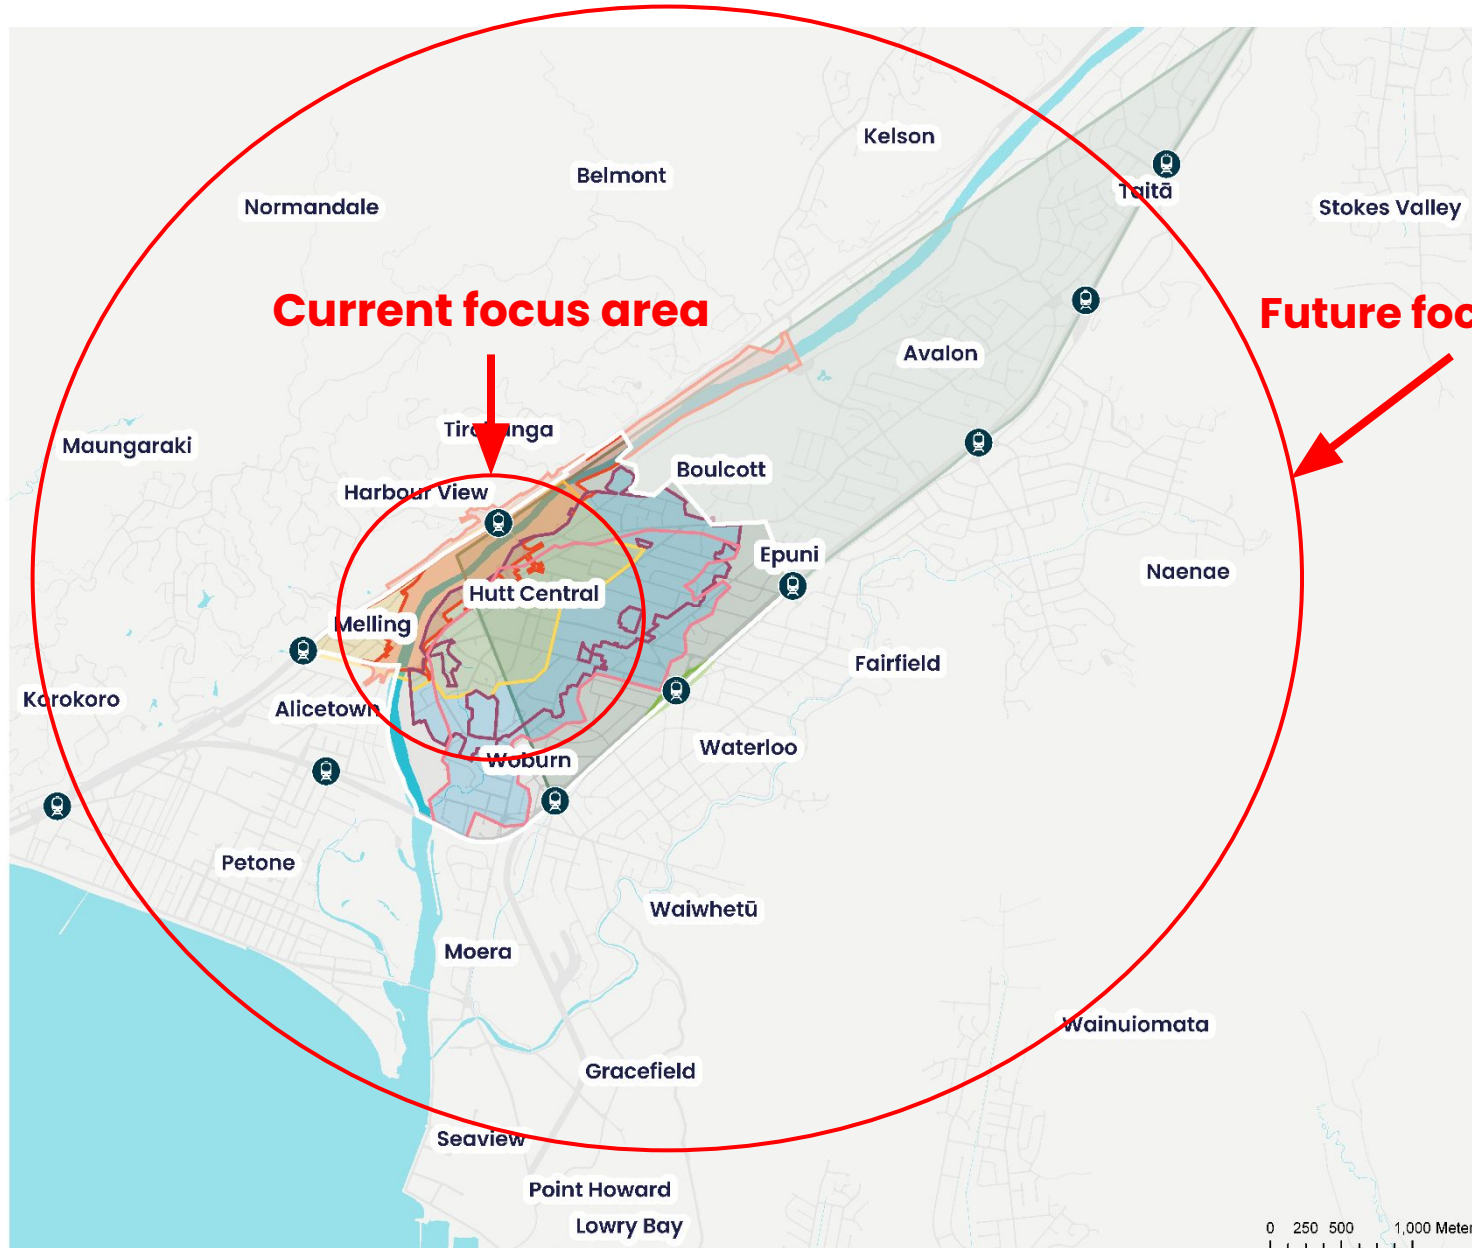 Kelson
Belmont
Taitā
Normandale
Stokes Valley
Current focus area
Future foc
Avalon
Maungaraki
Boulcott
Harbour View
Epuni
Naenae
Hutt Central
Melling
Fairfield
Korokoro
Alicetown
Waterloo
Woburn
Petone
Waiwhetū
Moera
Wainuiomata
Gracefield
Seaview
Point Howard
Lowry Bay
0 250 500 1,000 Meter